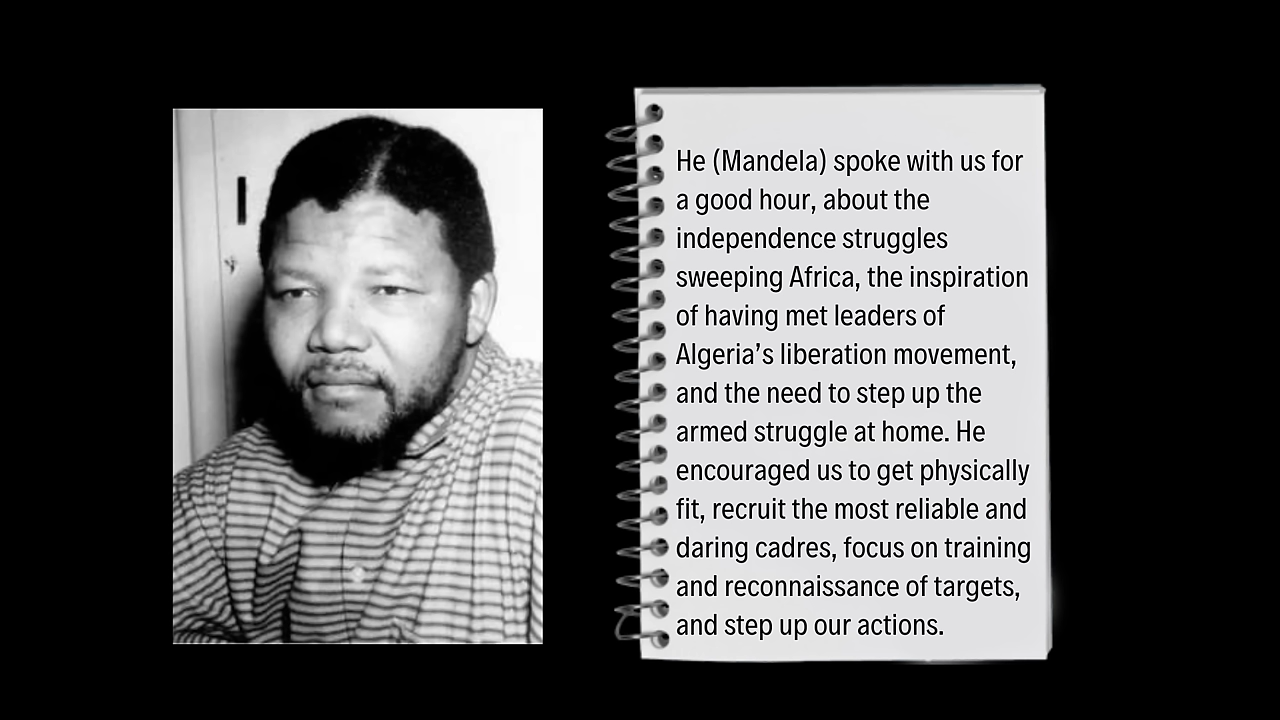 He (Mandela) spoke with us for
a good hour, about the
independence struggles
sweeping Africa, the inspiration
of having met leaders of
Algeria’s liberation movement,
and the need to step up the
armed struggle at home. He
encouraged us to get physically
fit, recruit the most reliable and
daring cadres, focus on training
and reconnaissance of targets,
and step up our actions.